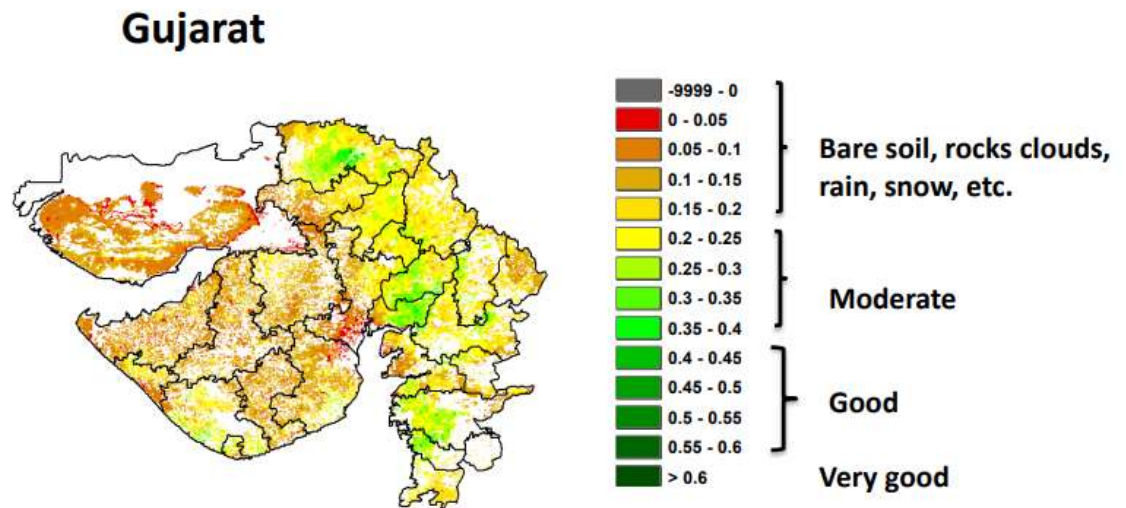 Gujarat
-9999 - 0
0 - 0.05
0.05 - 0.1
0.1 - 0.15
0.15 - 0.2
0.2 - 0.25
0.25 - 0.3
0.3 - 0.35
0.35 - 0.4
0.4 - 0.45
0.45 - 0.5
0.5 - 0.55
0.55 - 0.6
> 0.6
Bare soil, rocks clouds,
rain, snow, etc.
Moderate
Good
Very good